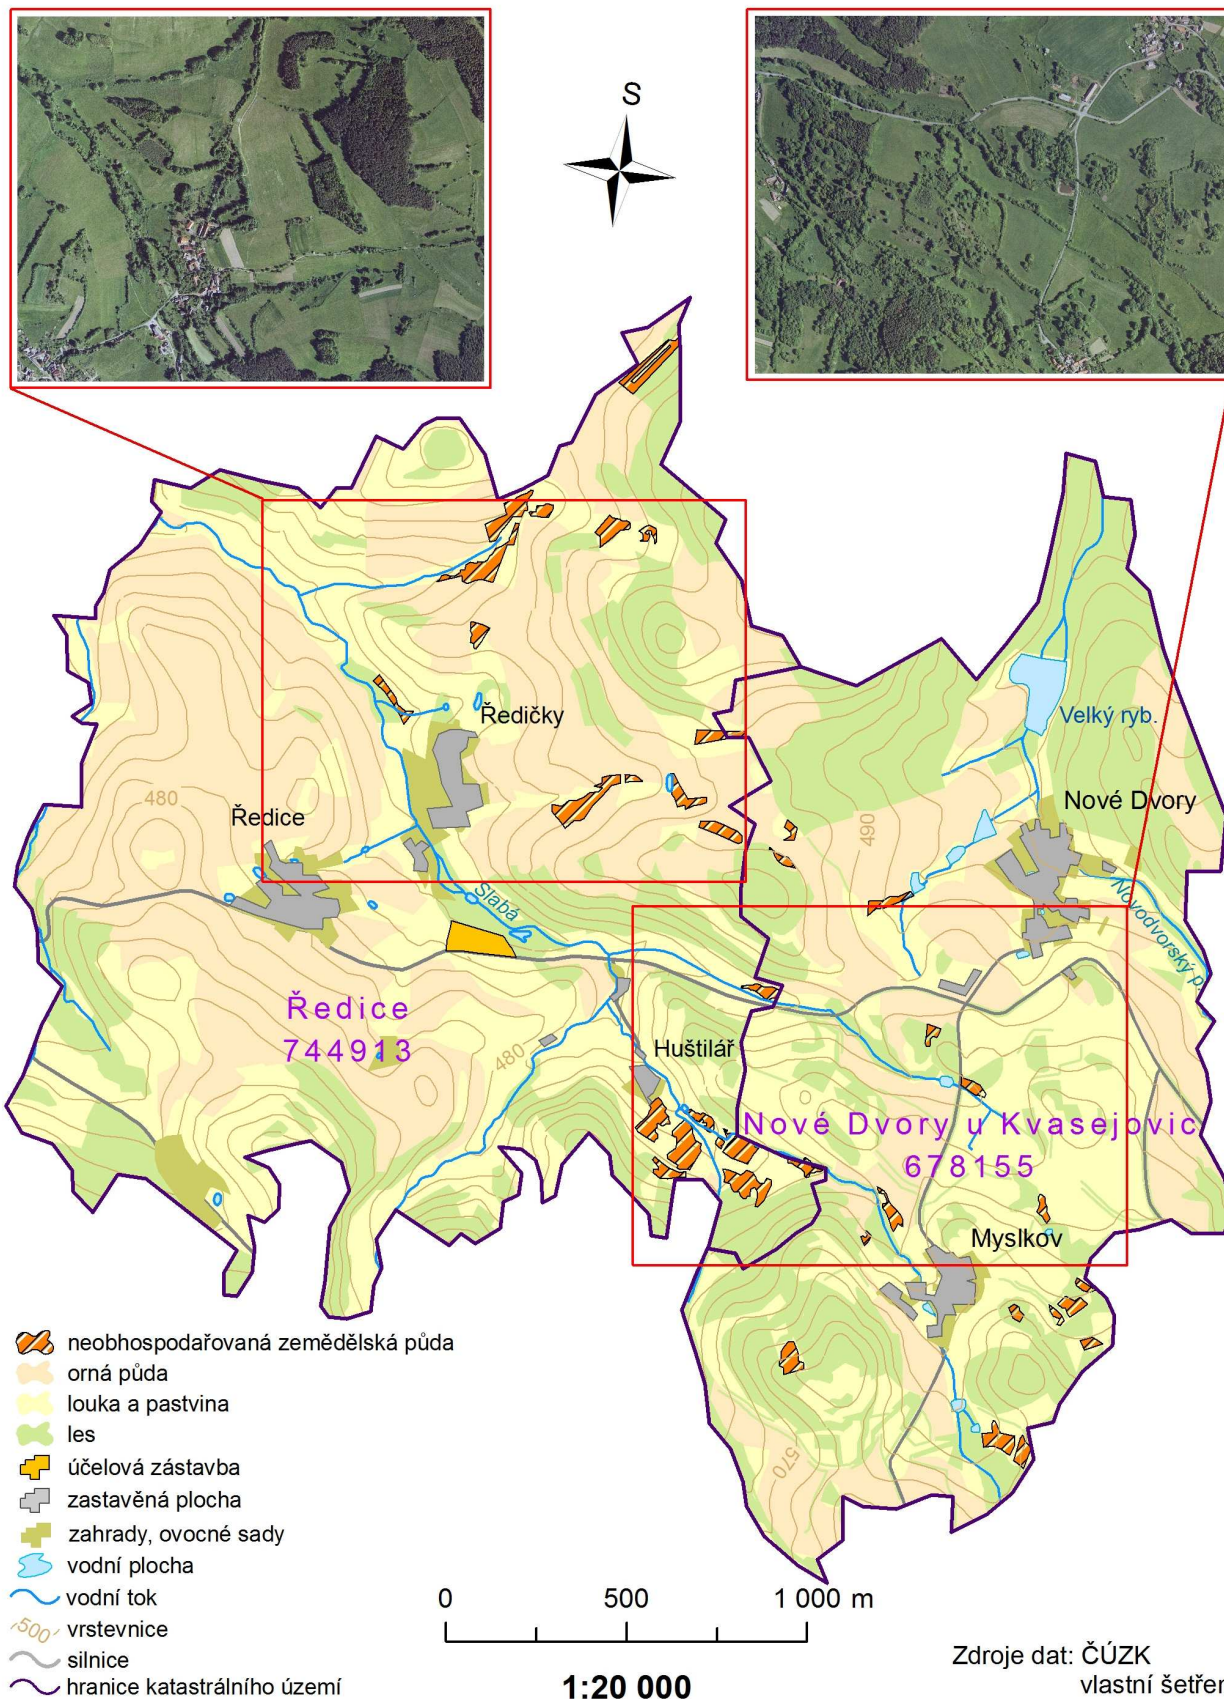 S
Ředičky
Velký ryb.
480
Ředice
Nové Dvory
490
Slabá
Novodvorský p.
Ředice
744913
480
Huštilář
Nové Dvory u Kvasejovic
678155
Myslkov
570
neobhospodařovaná zemědělská půda
orná půda
louka a pastvina
les
účelová zástavba
zastavěná plocha
zahrady, ovocné sady
vodní plocha
vodní tok
500 vrstevnice
silnice
hranice katastrálního území
0 500 1 000 m
1:20 000
Zdroje dat: ČÚZK
vlastní šetřen